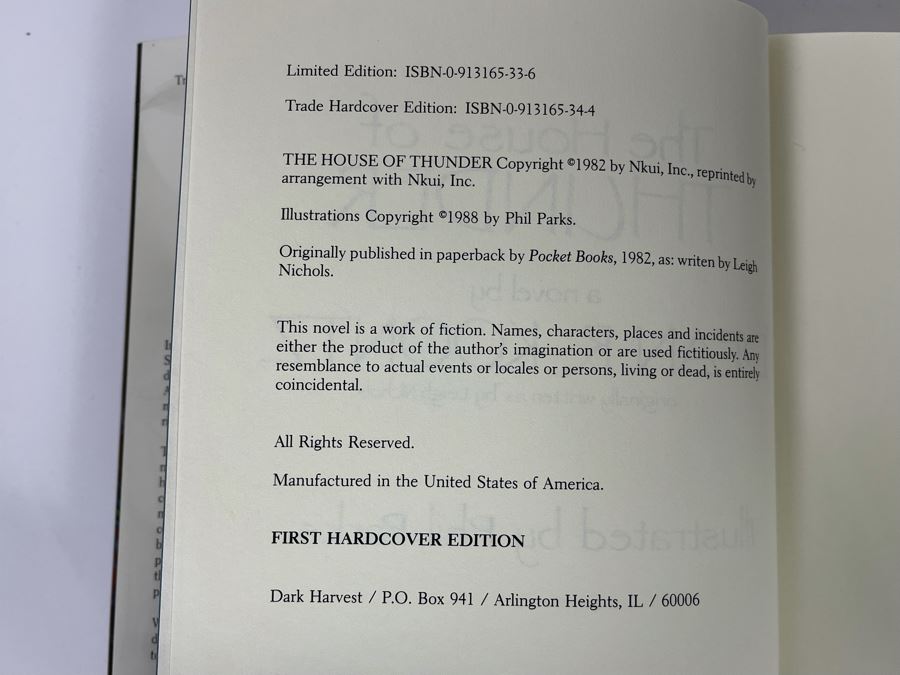 Limited Edition: ISBN-0-913165-33-6
Trade Hardcover Edition: ISBN-0-913165-34-4
THE HOUSE OF THUNDER Copyright ©1982 by Nkui, Inc., reprinted by
arrangement with Nkui, Inc.
Illustrations Copyright ©1988 by Phil Parks.
Originally published in paperback by Pocket Books, 1982, as: writen by Leigh
Nichols.
This novel is a work of fiction. Names, characters, places and incidents are
either the product of the author's imagination or are used fictitiously. Any
resemblance to actual events or locales or persons, living or dead, is entirely
coincidental.
All Rights Reserved.
Manufactured in the United States of America.
FIRST HARDCOVER EDITION
Dark Harvest / P.O. Box 941 / Arlington Heights, IL / 60006